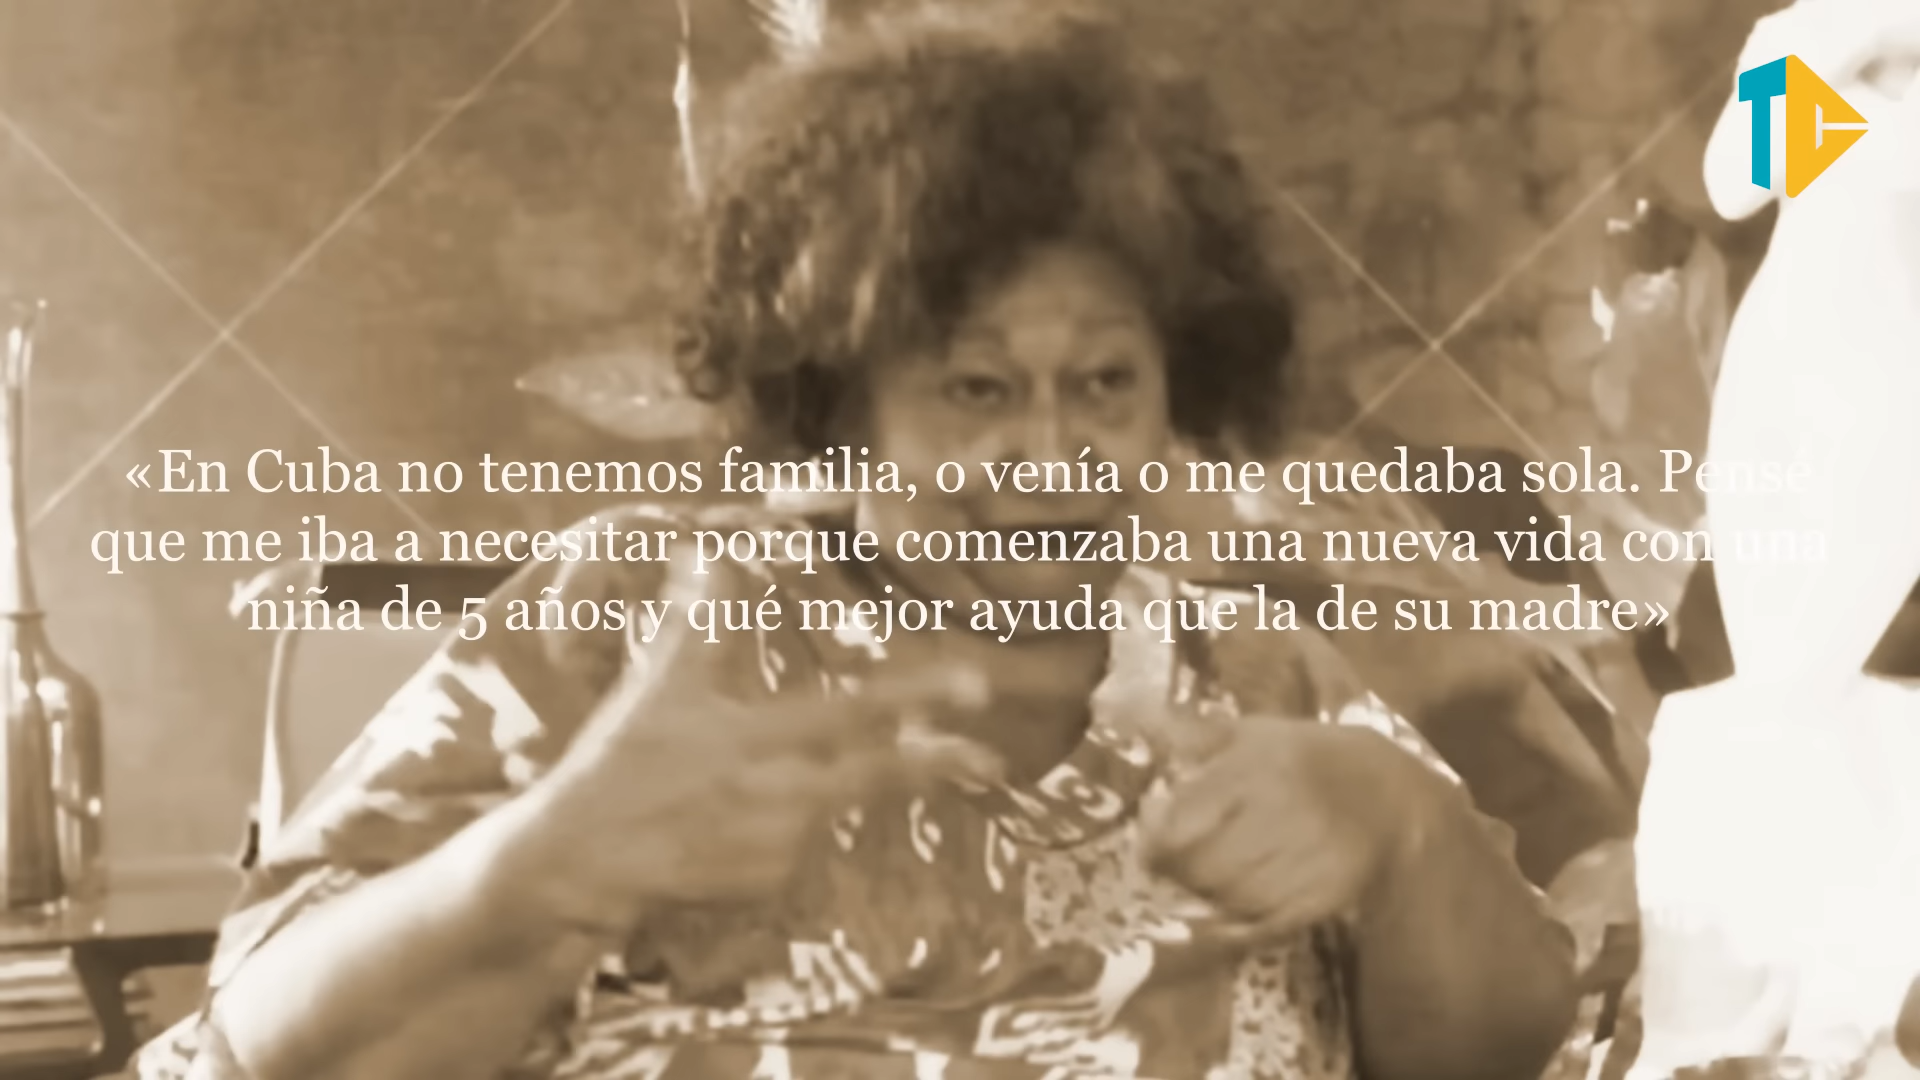 «En Cuba no tenemos familia, o venía o me quedaba sola. Pensé
que me iba a necesitar porque comenzaba una nueva vida con una
niña de 5 años y qué mejor ayuda que la de su madre»
TC